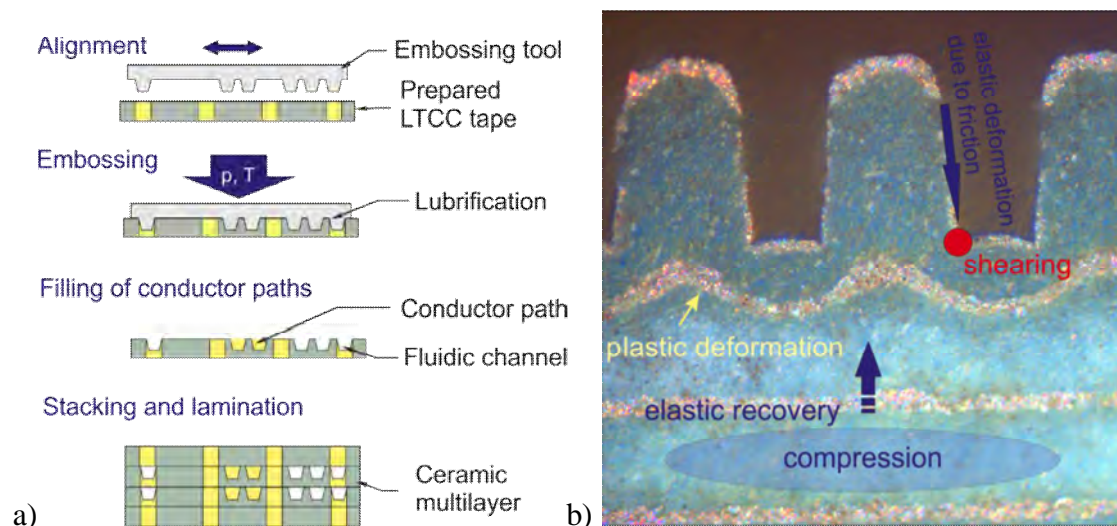 Alignment
Embossing tool
Prepared
LTCC tape
Embossing
p, T
Lubrification
Filling of conductor paths
Conductor path
Fluidic channel
Stacking and lamination
Ceramic
multilayer
a)
elastic deformation
due to friction
shearing
plastic deformation
elastic recovery
compression
b)